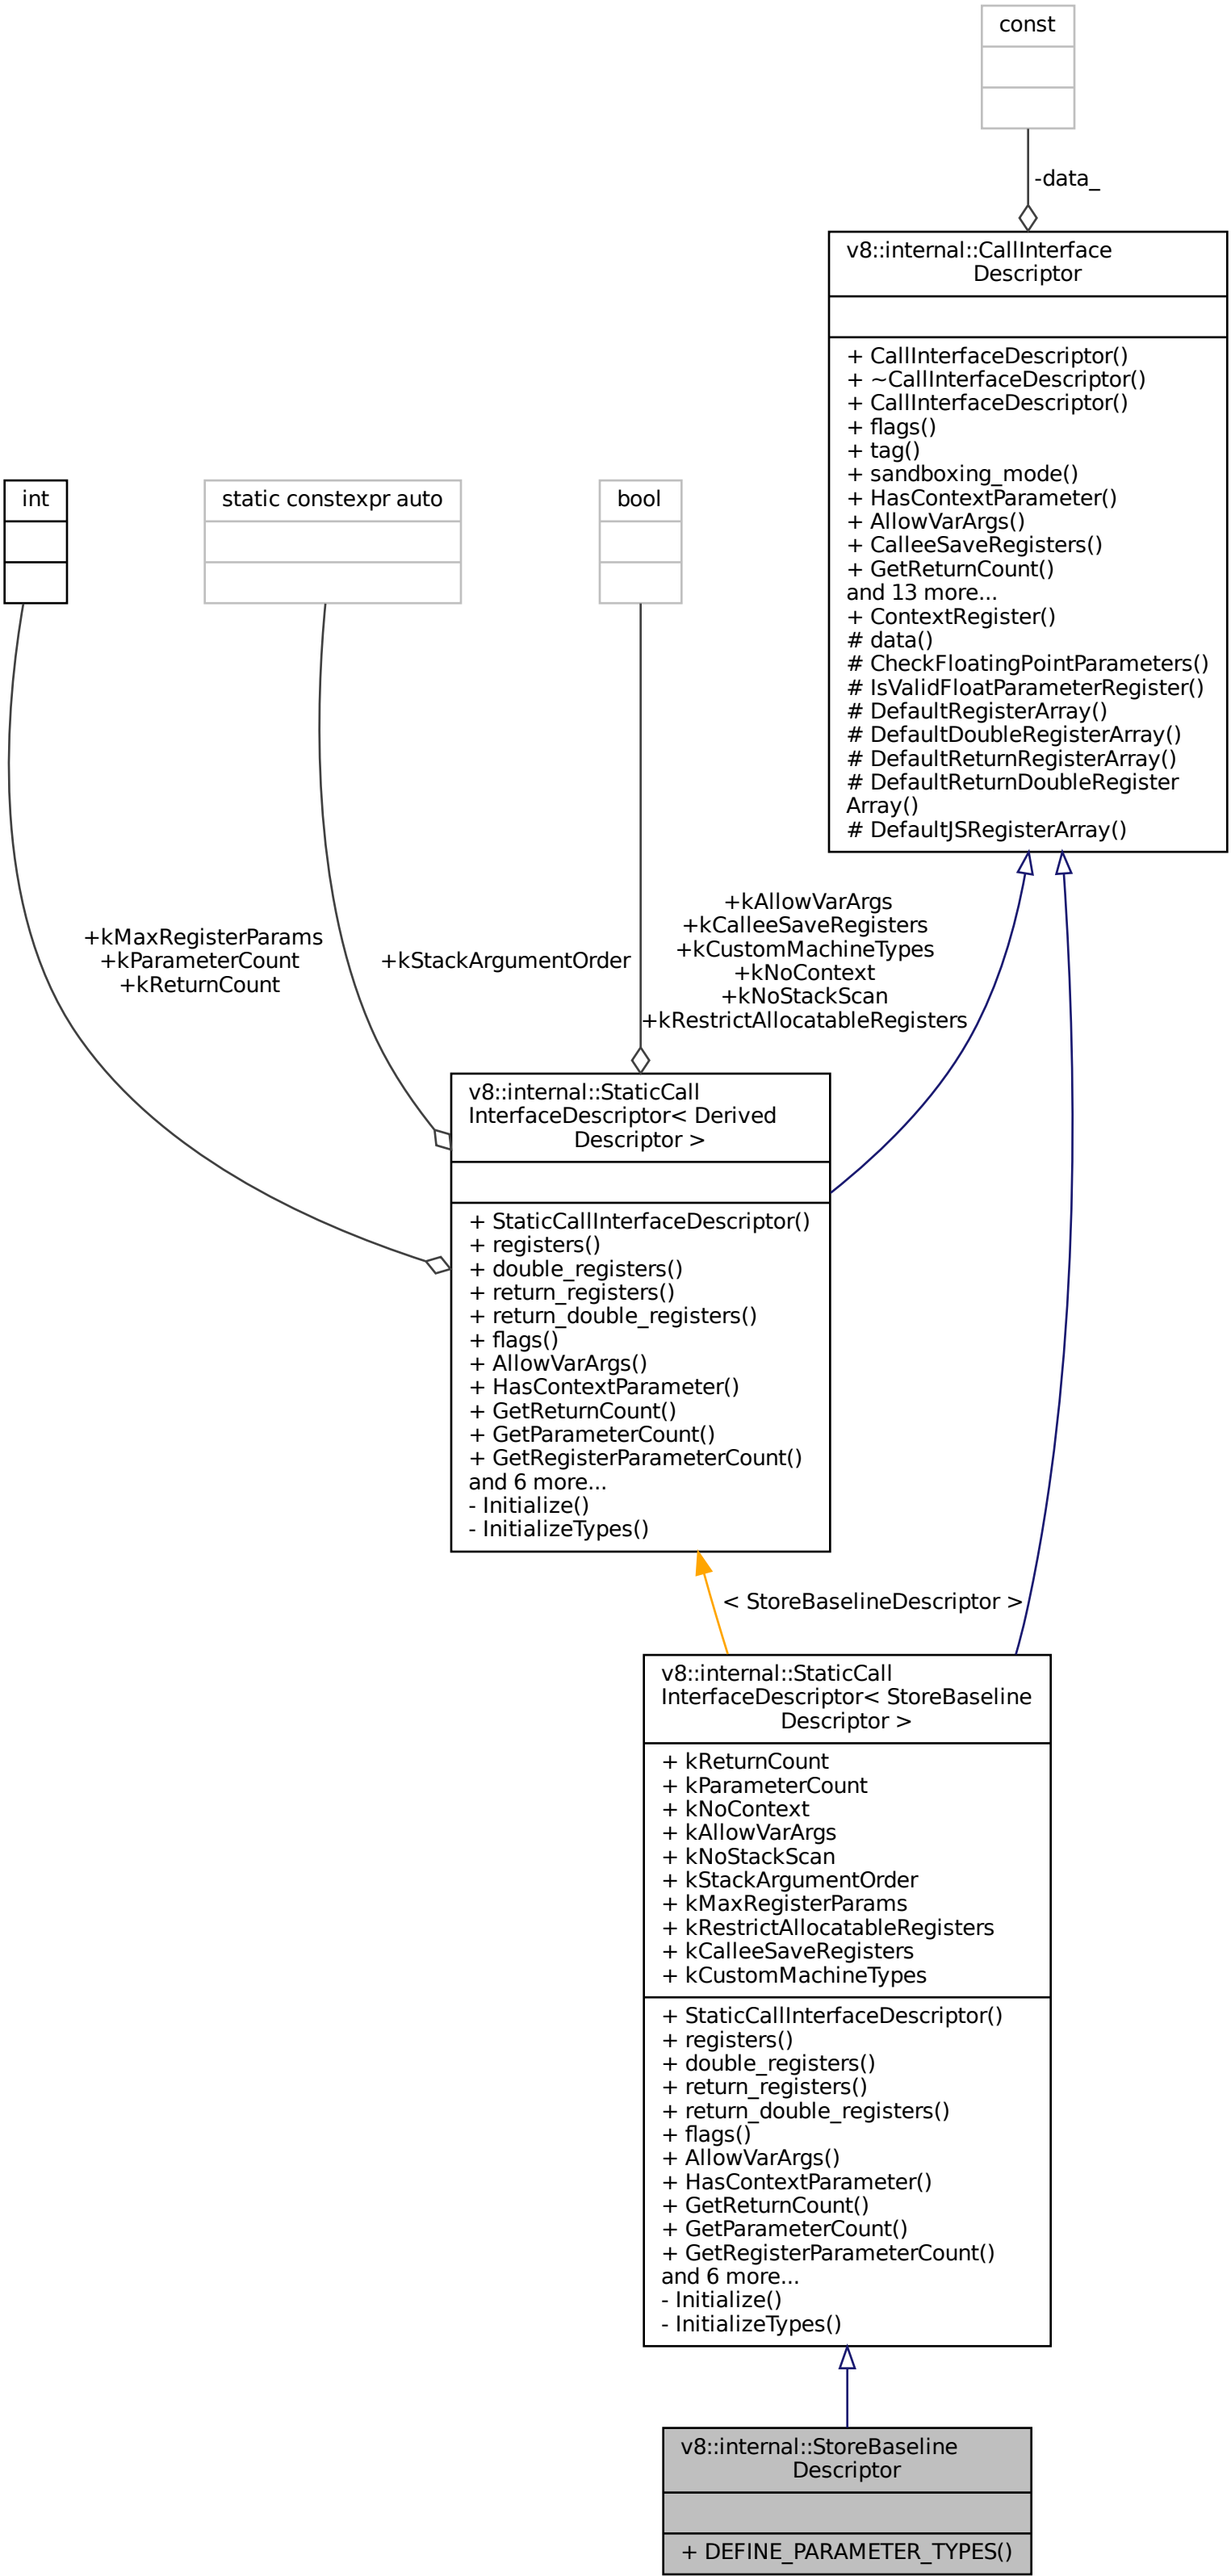 const
-data_
v8::internal::CallInterface
Descriptor
+ CallInterfaceDescriptor()
+ ~CallInterfaceDescriptor()
+ CallInterfaceDescriptor()
+ flags()
+ tag()
+ sandboxing_mode()
+ HasContextParameter()
+ AllowVarArgs()
+ CalleeSaveRegisters()
+ GetReturnCount()
and 13 more...
+ ContextRegister()
# data()
# CheckFloatingPointParameters()
# IsValidFloatParameterRegister()
# DefaultRegisterArray()
# DefaultDoubleRegisterArray()
# DefaultReturnRegisterArray()
# DefaultReturnDoubleRegister
Array()
# DefaultJSRegisterArray()
int
static constexpr auto
bool
+kMaxRegisterParams
+kParameterCount
+kReturnCount
+kStackArgumentOrder
+kAllowVarArgs
+kCalleeSaveRegisters
+kCustomMachineTypes
+kNoContext
+kNoStackScan
+kRestrictAllocatableRegisters
v8::internal::StaticCall
InterfaceDescriptor< Derived
Descriptor >
+ StaticCallInterfaceDescriptor()
+ registers()
+ double_registers()
+ return_registers()
+ return_double_registers()
+ flags()
+ AllowVarArgs()
+ HasContextParameter()
+ GetReturnCount()
+ GetParameterCount()
+ GetRegisterParameterCount()
and 6 more...
- Initialize()
- InitializeTypes()
< StoreBaselineDescriptor >
v8::internal::StaticCall
InterfaceDescriptor< StoreBaseline
Descriptor >
+ kReturnCount
+ kParameterCount
+ kNoContext
+ kAllowVarArgs
+ kNoStackScan
+ kStackArgumentOrder
+ kMaxRegisterParams
+ kRestrictAllocatableRegisters
+ kCalleeSaveRegisters
+ kCustomMachineTypes
+ StaticCallInterfaceDescriptor()
+ registers()
+ double_registers()
+ return_registers()
+ return_double_registers()
+ flags()
+ AllowVarArgs()
+ HasContextParameter()
+ GetReturnCount()
+ GetParameterCount()
+ GetRegisterParameterCount()
and 6 more...
- Initialize()
- InitializeTypes()
v8::internal::StoreBaseline
Descriptor
+ DEFINE_PARAMETER_TYPES()